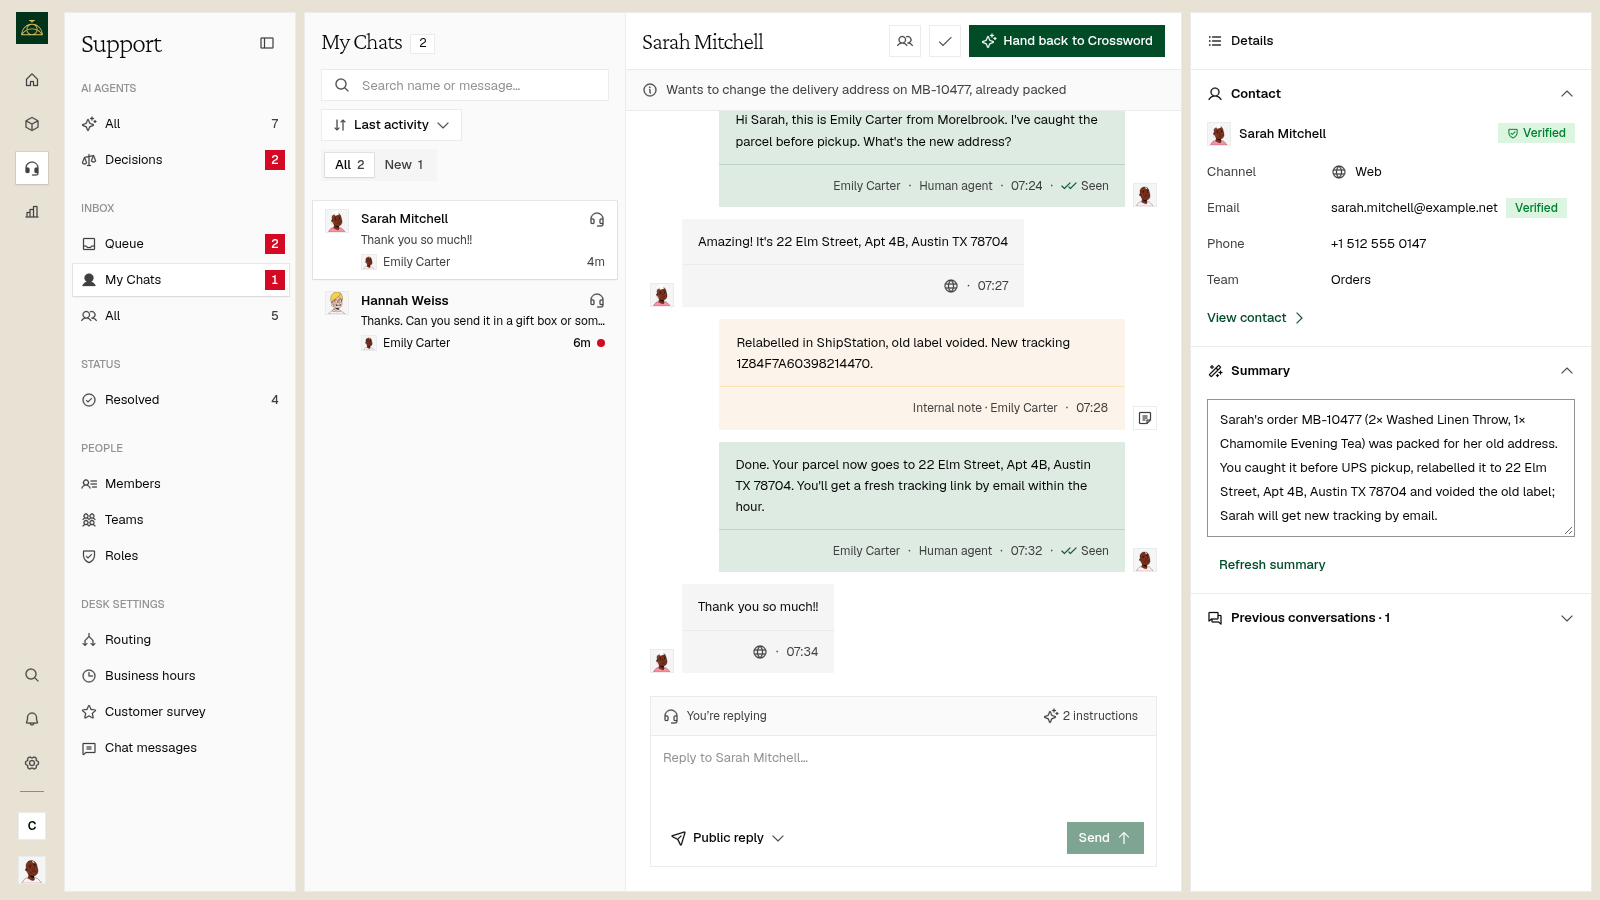 Support
AI AGENTS
All 7
Decisions 2
INBOX
Queue 2
My Chats 1
All 5
STATUS
Resolved 4
PEOPLE
Members
Teams
Roles
DESK SETTINGS
Routing
Business hours
Customer survey
Chat messages
C
My Chats 2
Search name or message...
Last activity
All 2 New 1
Sarah Mitchell
Thank you so much!!
Emily Carter 4m
Hannah Weiss
Thanks. Can you send it in a gift box or som...
Emily Carter 6m
Sarah Mitchell
Hand back to Crossword
Wants to change the delivery address on MB-10477, already packed
Hi Sarah, this is Emily Carter from Morelbrook. I've caught the
parcel before pickup. What's the new address?
Emily Carter · Human agent · 07:24 · Seen
Amazing! It's 22 Elm Street, Apt 4B, Austin TX 78704
· 07:27
Relabelled in ShipStation, old label voided. New tracking
1Z84F7A60398214470.
Internal note · Emily Carter · 07:28
Done. Your parcel now goes to 22 Elm Street, Apt 4B, Austin
TX 78704. You'll get a fresh tracking link by email within the
hour.
Emily Carter · Human agent · 07:32 · Seen
Thank you so much!!
· 07:34
You're replying
2 instructions
Reply to Sarah Mitchell...
Public reply
Send
Details
Contact
Sarah Mitchell Verified
Channel Web
Email sarah.mitchell@example.net Verified
Phone +1 512 555 0147
Team Orders
View contact
Summary
Sarah's order MB-10477 (2× Washed Linen Throw, 1×
Chamomile Evening Tea) was packed for her old address.
You caught it before UPS pickup, relabelled it to 22 Elm
Street, Apt 4B, Austin TX 78704 and voided the old label;
Sarah will get new tracking by email.
Refresh summary
Previous conversations · 1